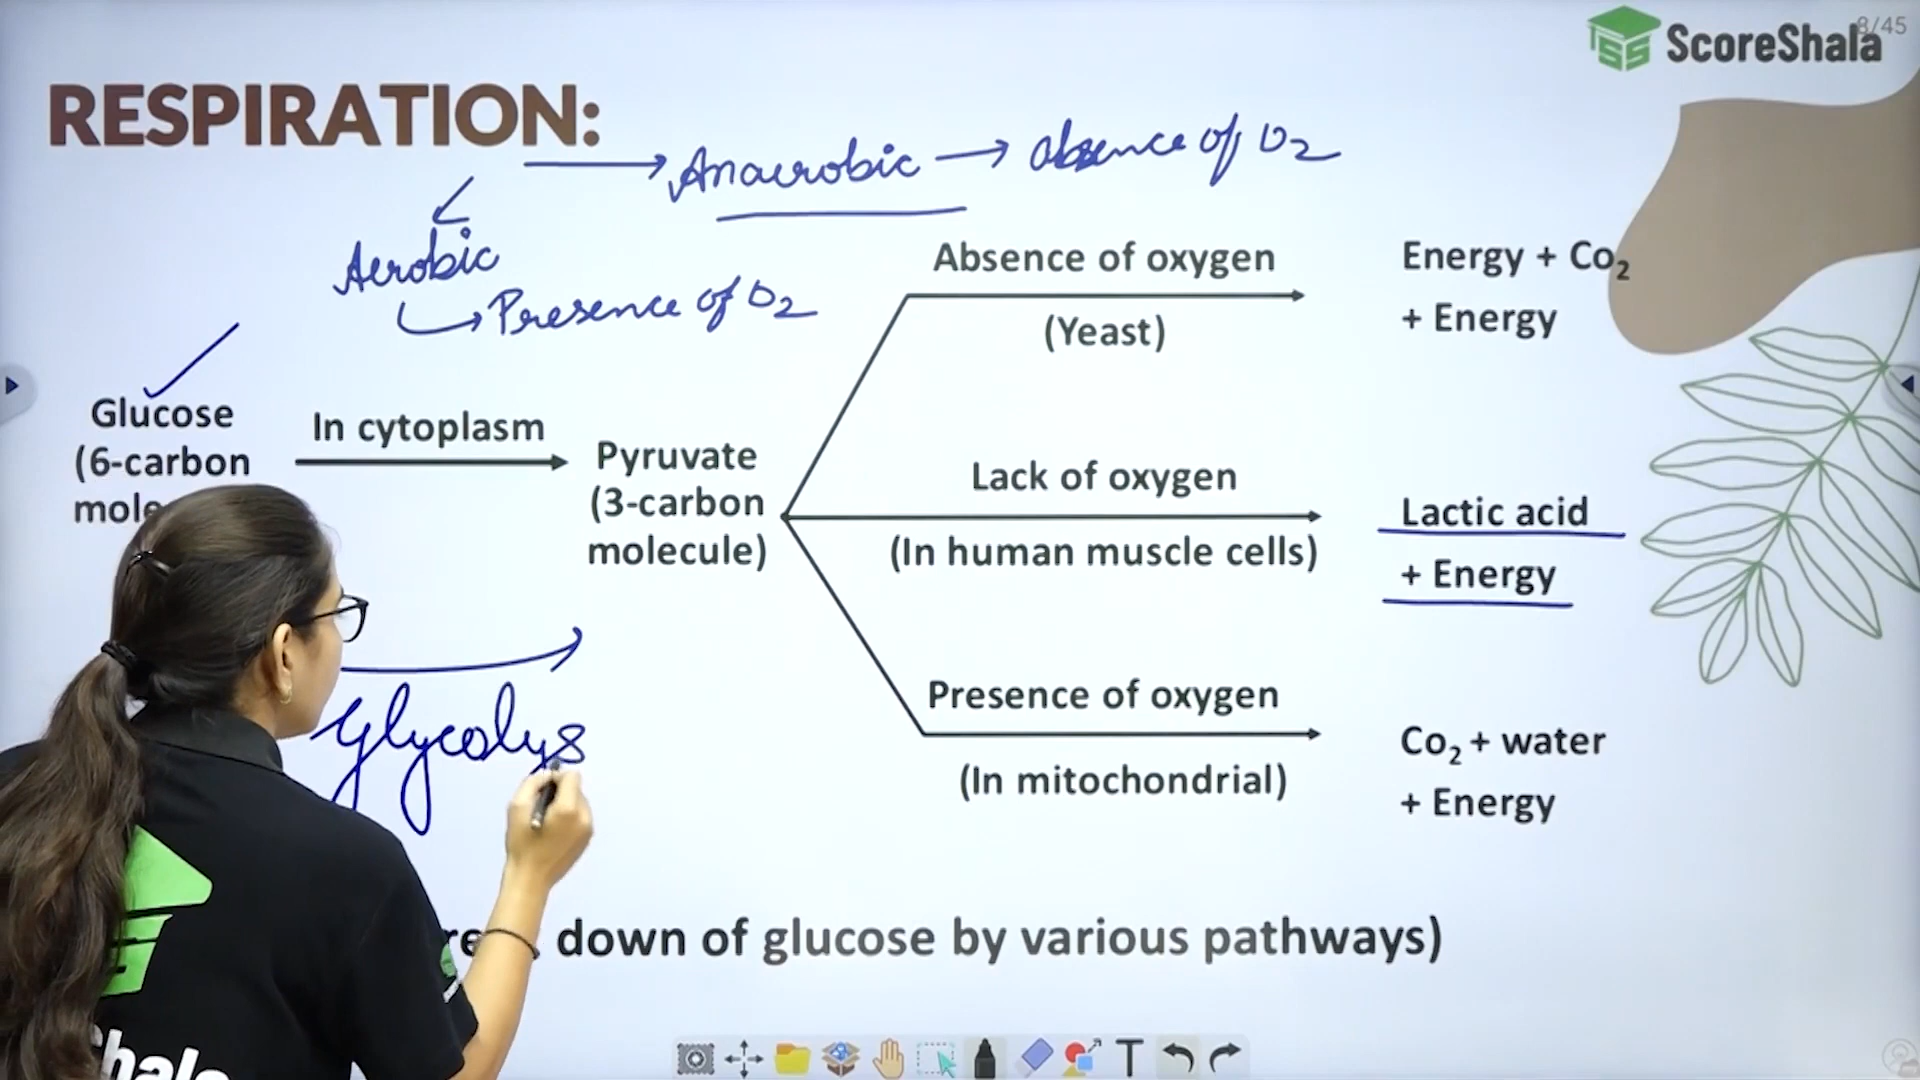 ScoreShala
8/45
RESPIRATION:
Anaerobic → absence of O2
Aerobic
Presence of O2
Absence of oxygen
(Yeast)
Energy + Co2
+ Energy
Glucose
(6-carbon
In cytoplasm
Pyruvate
(3-carbon
molecule)
Lack of oxygen
(In human muscle cells)
Lactic acid
+ Energy
Glycolys
Presence of oxygen
(In mitochondrial)
Co2 + water
+ Energy
down of glucose by various pathways)